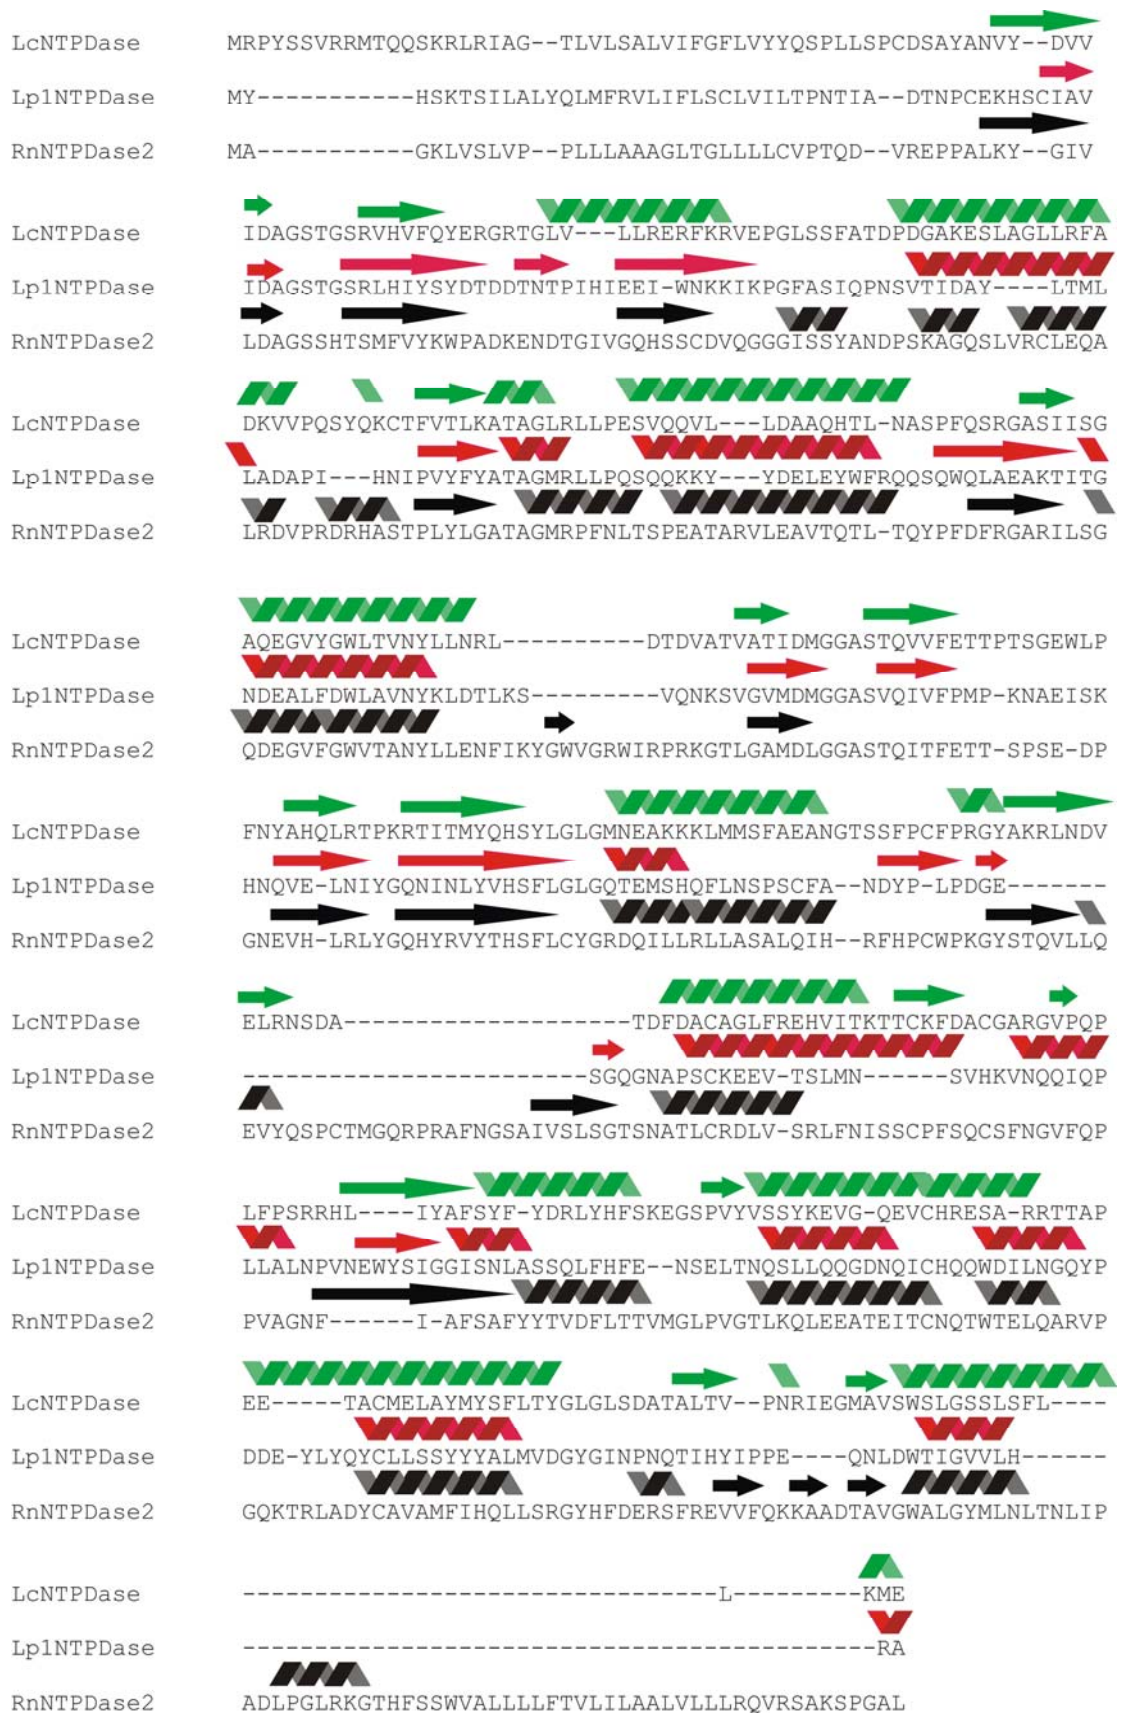 LcNTPDase MRPYSSVRRMTQQSKRLRIAG--TLVLSALVIFGFLVYYQSPLLSPCDSAYANVY--DVV
Lp1NTPDase MY-----------HSKTSILALYQLMFRVLIFLSCLVILTPNTIA--DTNPCEKHSCIAV
RnNTPDase2 MA-----------GKLVSLVP--PLLLAAAGLTGLLLLCVPTQD--VREPPALKY--GIV
LcNTPDase IDAGSTGSRVHVFQYERGRTGLV---LLRERFKRVEPGLSSFATDPDGAKESLAGLLRFA
Lp1NTPDase IDAGSTGSRLHIYSYDTDDTNTPIHIEEI-WNKKIKPGFASIQPNSVTIDAY----LTML
RnNTPDase2 LDAGSSHTSMFVYKWPADKENDTGIVGQHSSCDVQGGGISSYANDPSKAGQSLVRCLEQA
LcNTPDase DKVVPQSYQKCTFVTLKATAGLRLLPESVQQVL---LDAAQHTL-NASPFQSRGASIISG
Lp1NTPDase LADAPI---HNIPVYFYATAGMRLLPQSQQKKY---YDELEYWFRQQSQWQLAEAKTITG
RnNTPDase2 LRDVPRDRHASTPLYLGATAGMRPFNLTSPEATARVLEAVTQTL-TQYPFDFRGARILSG
LcNTPDase AQEGVYGWLTVNYLLNRL----------DTDVATVATIDMGGASTQVVFETTPTSGEWLP
Lp1NTPDase NDEALFDWLAVNYKLDTLKS---------VQNKSVGVMDMGGASVQIVFPMP-KNAEISK
RnNTPDase2 QDEGVFGWVTANYLLENFIKYGWVGRWIRPRKGTLGAMDLGGASTQITFETT-SPSE-DP
LcNTPDase FNYAHQLRTPKRTITMYQHSYLGLGMNEAKKKLMMSFAEANGTSSFPCFPRGYAKRLNDV
Lp1NTPDase HNQVE-LNIYGQNINLYVHSFLGLGQTEMSHQFLNSPSCFA--NDYP-LPDGE-------
RnNTPDase2 GNEVH-LRLYGQHYRVYTHSFLCYGRDQILLRLLASALQIH--RFHPCWPKGYSTQVLLQ
LcNTPDase ELRNSDA--------------------TDFDACAGLFREHVITKTTCKFDACGARGVPQP
Lp1NTPDase ------------------------SGQGNAPSCKEEV-TSLMN------SVHKVNQQIQP
RnNTPDase2 EVYQSPCTMGQRPRAFNGSAIVSLSGTSNATLCRDLV-SRLFNISSCPFSQCSFNGVFQP
LcNTPDase LFPSRRHL----IYAFSYF-YDRLYHFSKEGSPVYVSSYKEVG-QEVCHRESA-RRTTAP
Lp1NTPDase LLALNPVNEWYSIGGISNLASSQLFHFE--NSELTNQSLLQQGDNQICHQQWDILNGQYP
RnNTPDase2 PVAGNF------I-AFSAFYYTVDFLTTVMGLPVGTLKQLEEATEITCNQTWTELQARVP
LcNTPDase EE-----TACMELAYMYSFLTYGLGLSDATALTV--PNRIEGMAVSWSLGSSLSFL----
Lp1NTPDase DDE-YLYQYCLLSSYYYALMVDGYGINPNQTIHYIPPE----QNLDWTIGVVLH------
RnNTPDase2 GQKTRLADYCAVAMFIHQLLSRGYHFDERSFREVVFQKKAADTAVGWALGYMLNLTNLIP
LcNTPDase ---------------------------------L---------KME
Lp1NTPDase --------------------------------------------RA
RnNTPDase2 ADLPGLRKGTHFSSWVALLLLFTVLILAALVLLLRQVRSAKSPGAL